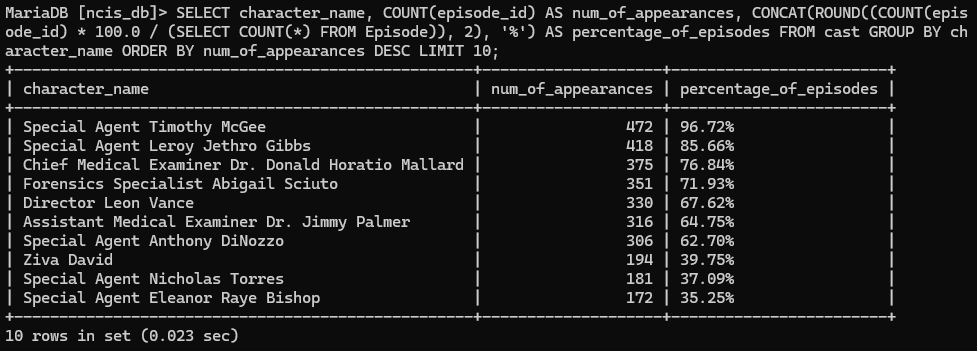 MariaDB [ncis_db]> SELECT character_name, COUNT(episode_id) AS num_of_appearances, CONCAT(ROUND((COUNT(epis
ode_id) * 100.0 / (SELECT COUNT(*) FROM Episode)), 2), '%') AS percentage_of_episodes FROM cast GROUP BY ch
aracter_name ORDER BY num_of_appearances DESC LIMIT 10;
+--------------------------------------------------+--------------------+------------------------+
| character_name                                   | num_of_appearances | percentage_of_episodes |
+--------------------------------------------------+--------------------+------------------------+
| Special Agent Timothy McGee                      |                472 | 96.72%                 |
| Special Agent Leroy Jethro Gibbs                 |                418 | 85.66%                 |
| Chief Medical Examiner Dr. Donald Horatio Mallard |                375 | 76.84%                 |
| Forensics Specialist Abigail Sciuto              |                351 | 71.93%                 |
| Director Leon Vance                              |                330 | 67.62%                 |
| Assistant Medical Examiner Dr. Jimmy Palmer      |                316 | 64.75%                 |
| Special Agent Anthony DiNozzo                    |                306 | 62.70%                 |
| Ziva David                                       |                194 | 39.75%                 |
| Special Agent Nicholas Torres                    |                181 | 37.09%                 |
| Special Agent Eleanor Raye Bishop                |                172 | 35.25%                 |
+--------------------------------------------------+--------------------+------------------------+
10 rows in set (0.023 sec)